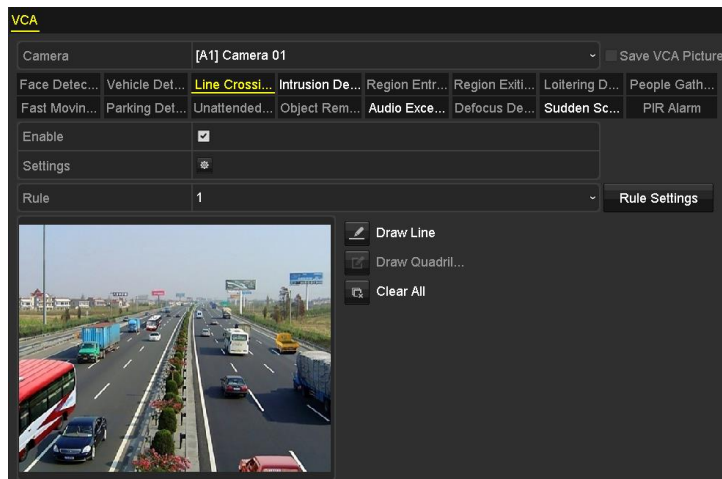 VCA
Camera [A1] Camera 01 Save VCA Picture
Face Detec... Vehicle Det... Line Crossi... Intrusion De... Region Entr... Region Exiti... Loitering D... People Gath...
Fast Movin... Parking Det... Unattended... Object Rem... Audio Exce... Defocus De... Sudden Sc... PIR Alarm
Enable
Settings
Rule 1 Rule Settings
Draw Line
Draw Quadril...
Clear All